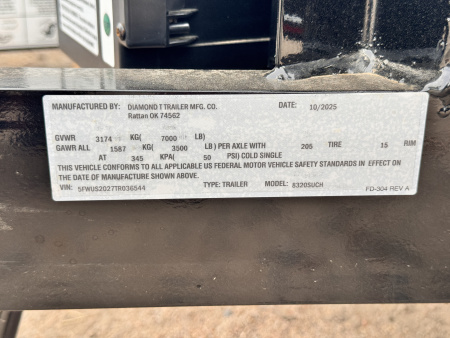 MANUFACTURED BY: DIAMOND T TRAILER MFG. CO. DATE: 10/2025
Rattan OK 74562
GVWR 3174 KG( 7000 LB)
GAWR ALL 1587 KG( 3500 LB) PER AXLE WITH 205 TIRE 15 RIM
AT 345 KPA( 50 PSI) COLD SINGLE
THIS VEHICLE CONFORMS TO ALL APPLICABLE US FEDERAL MOTOR VEHICLE SAFETY STANDARDS IN EFFECT ON
THE DATE OF MANUFACTURE SHOWN ABOVE.
VIN: 5FWUS2027TR036544 TYPE: TRAILER MODEL: 8320SUCH FD-304 REV A